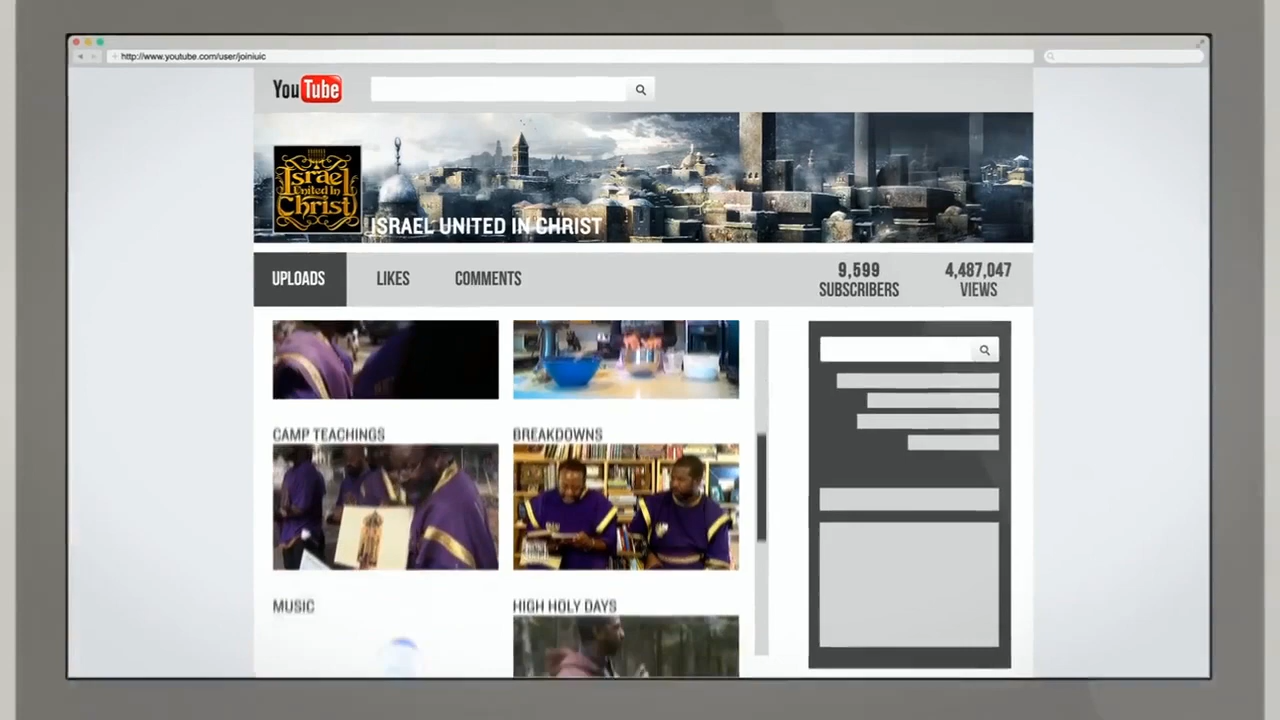 http://www.youtube.com/user/joiniuic
YouTube
Israel
United In
Christ
ISRAEL UNITED IN CHRIST
UPLOADS
LIKES
COMMENTS
9,599
SUBSCRIBERS
4,487,047
VIEWS
CAMP TEACHINGS
BREAKDOWNS
MUSIC
HIGH HOLY DAYS